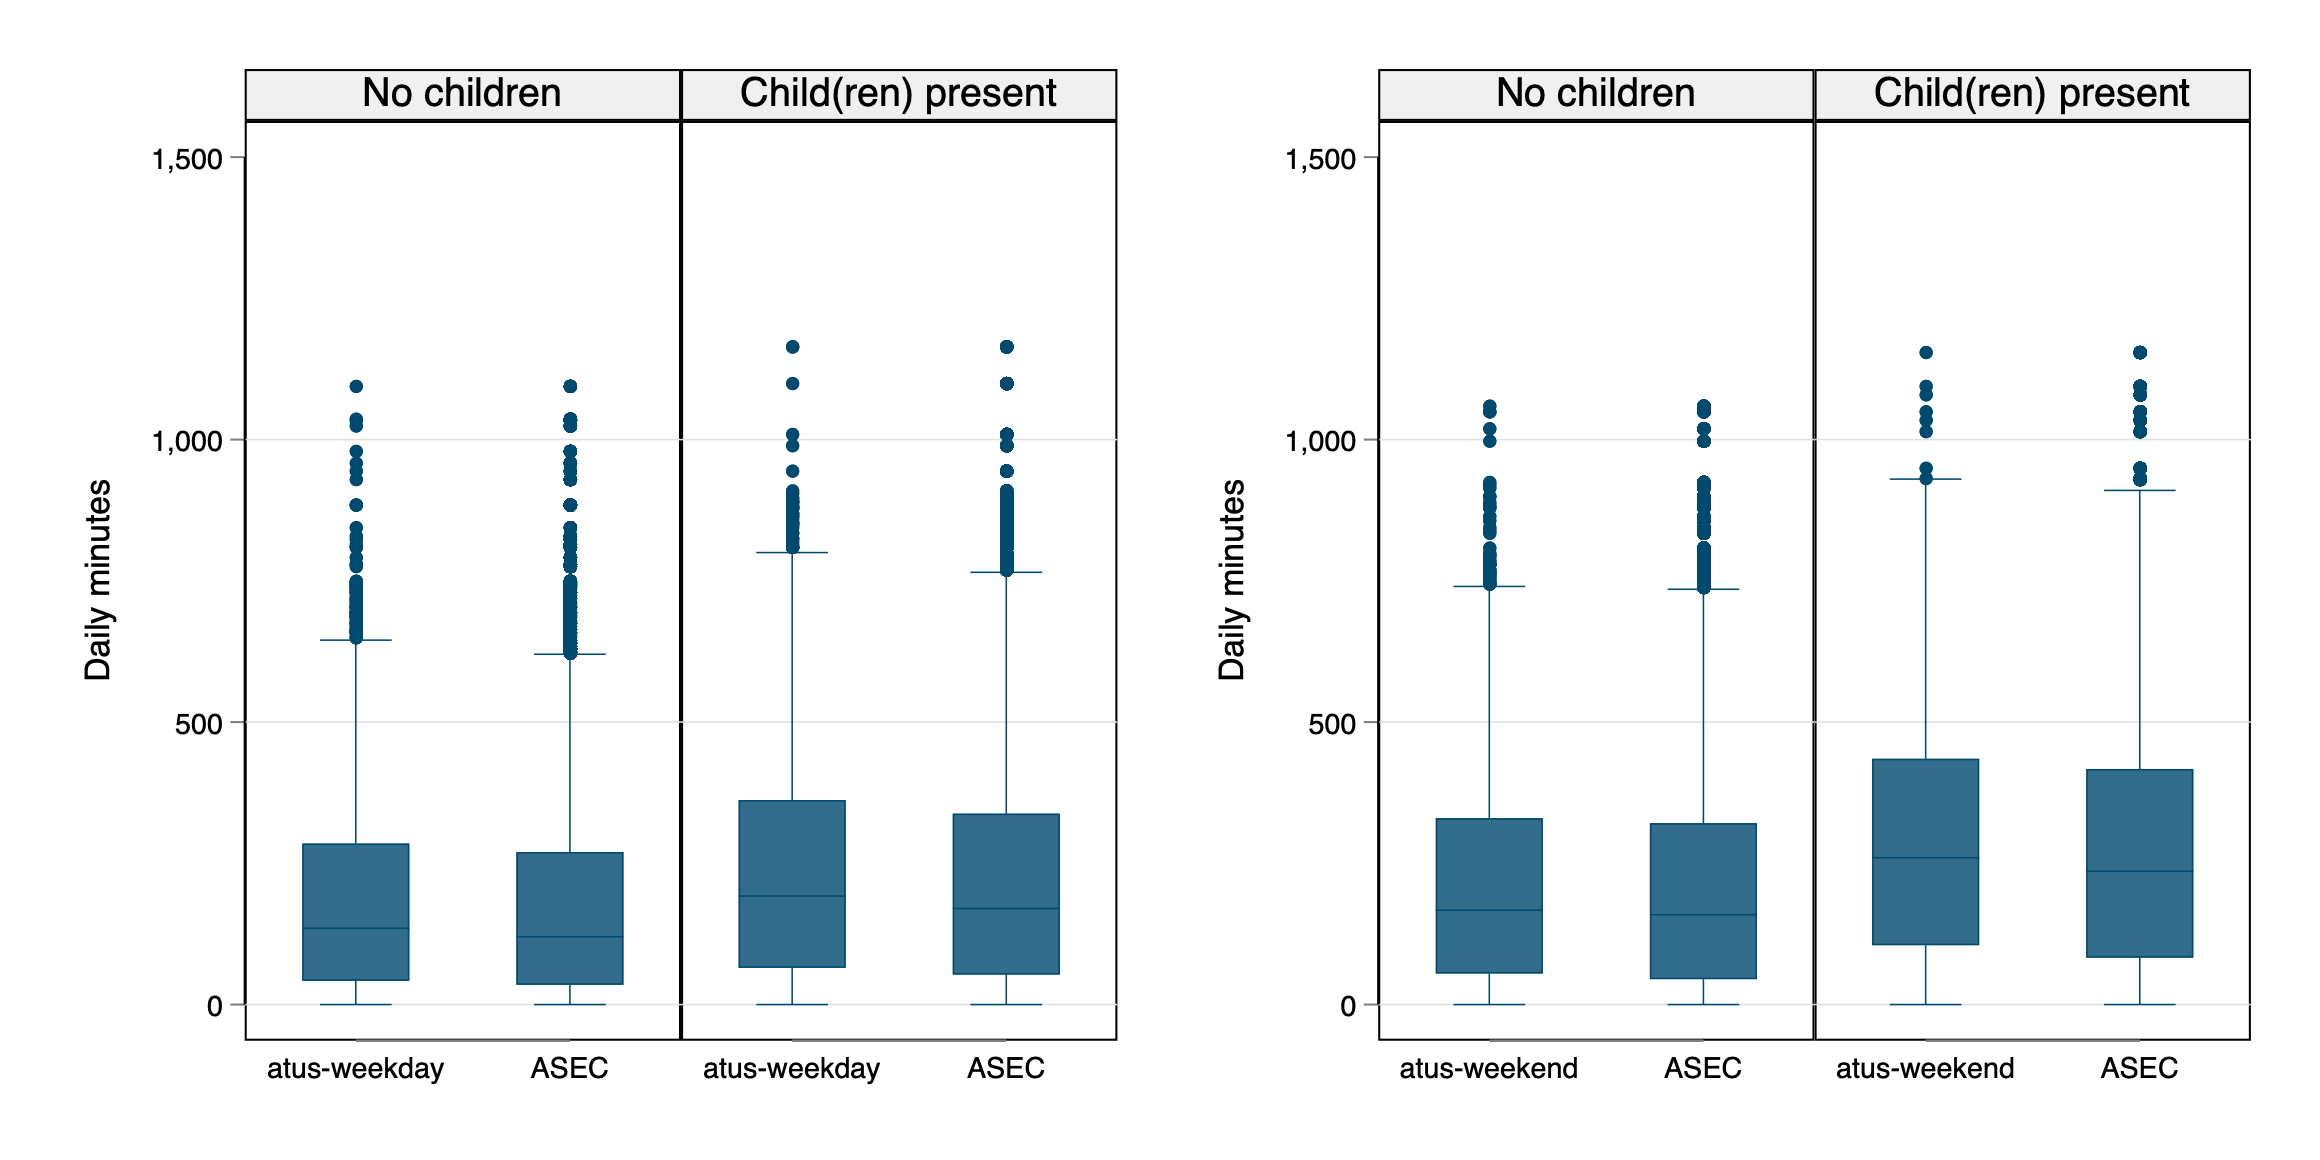 No children Child(ren) present
1,500
1,000
500
0
Daily minutes
atus-weekday ASEC atus-weekday ASEC
No children Child(ren) present
1,500
1,000
500
0
Daily minutes
atus-weekend ASEC atus-weekend ASEC